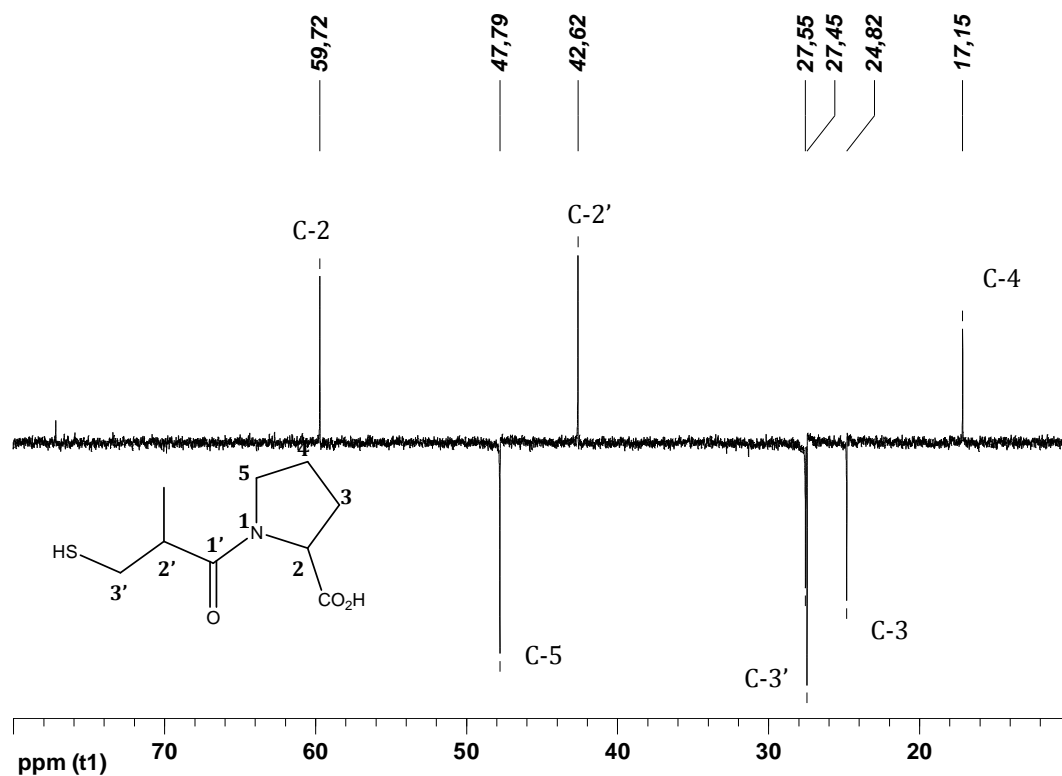 59,72
47,79
42,62
27,55
27,45
24,82
17,15
C-2
C-2’
C-4
4
5
3
1
N
HS
1'
2'
2
3’
CO₂H
O
C-5
C-3
C-3’
70 60 50 40 30 20
ppm (t1)